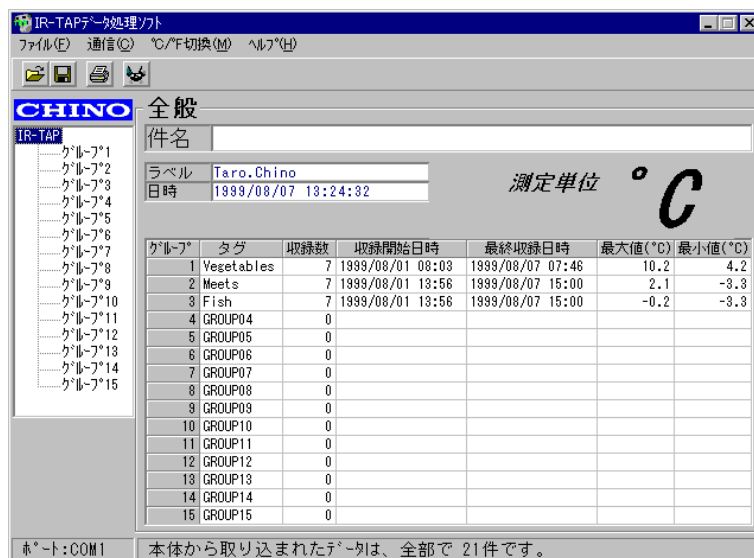 IR-TAPデータ処理ソフト
ファイル(F) 通信(C) ℃/°F切換(M) ヘルプ(H)
CHINO
IR-TAP
グループ1
グループ2
グループ3
グループ4
グループ5
グループ6
グループ7
グループ8
グループ9
グループ10
グループ11
グループ12
グループ13
グループ14
グループ15
全般
件名
ラベル Taro.Chino
日時 1999/08/07 13:24:32
測定単位 °C
グループ タグ 収録数 収録開始日時 最終収録日時 最大値(°C) 最小値(°C)
1 Vegetables 7 1999/08/01 08:03 1999/08/07 07:46 10.2 4.2
2 Meets 7 1999/08/01 13:56 1999/08/07 15:00 2.1 -3.3
3 Fish 7 1999/08/01 13:56 1999/08/07 15:00 -0.2 -3.3
4 GROUP04 0
5 GROUP05 0
6 GROUP06 0
7 GROUP07 0
8 GROUP08 0
9 GROUP09 0
10 GROUP10 0
11 GROUP11 0
12 GROUP12 0
13 GROUP13 0
14 GROUP14 0
15 GROUP15 0
ポート:COM1 本体から取り込まれたデータは、全部で 21件です。